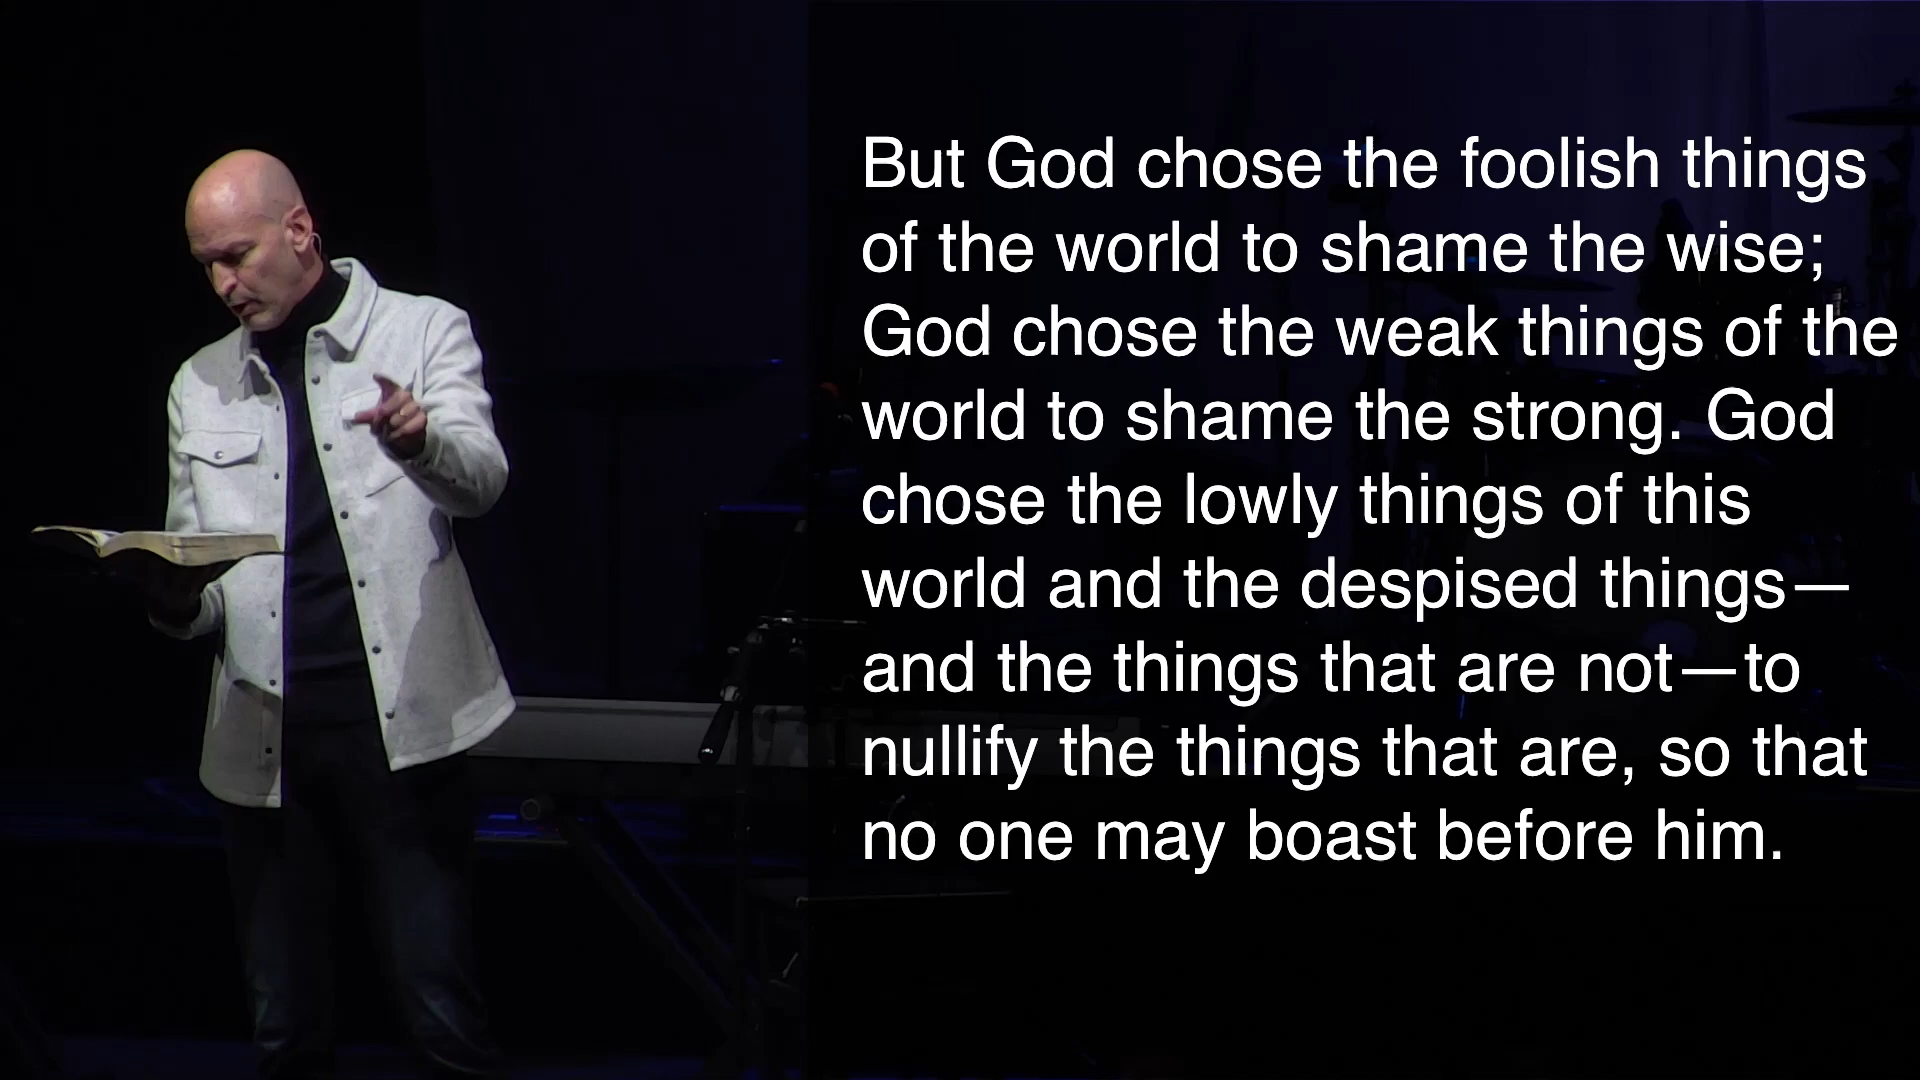 But God chose the foolish things
of the world to shame the wise;
God chose the weak things of the
world to shame the strong. God
chose the lowly things of this
world and the despised things—
and the things that are not—to
nullify the things that are, so that
no one may boast before him.